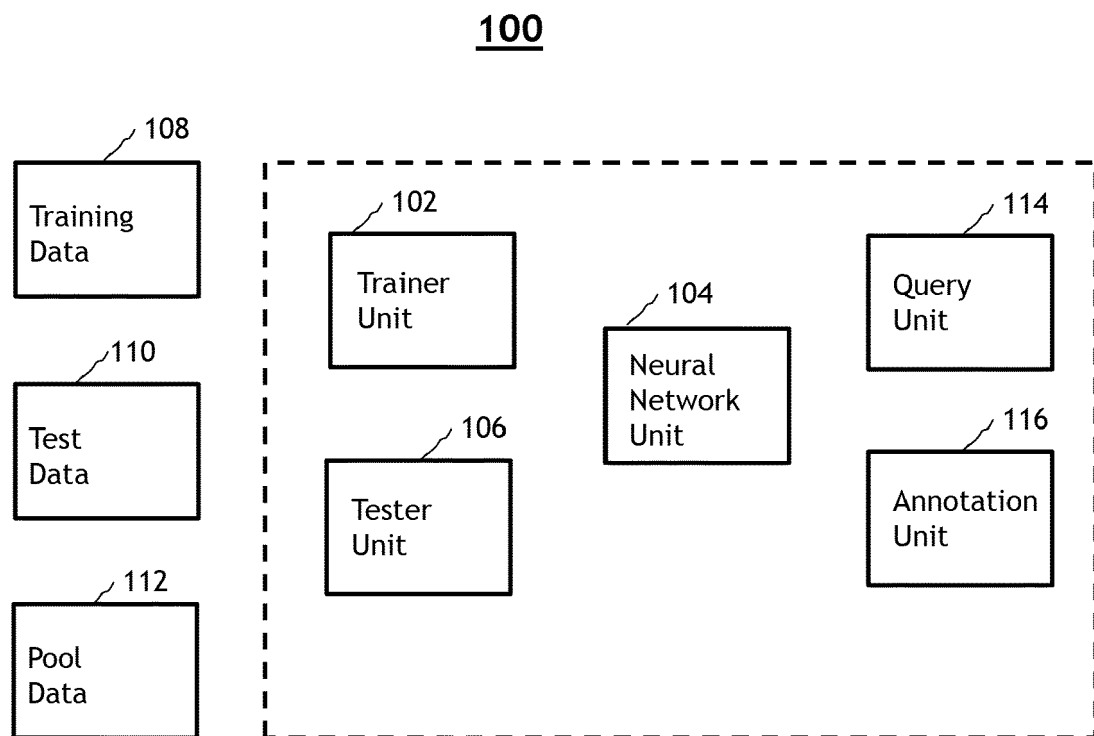 100
108
Training
Data
102
Trainer
Unit
104
Neural
Network
Unit
114
Query
Unit
110
Test
Data
106
Tester
Unit
116
Annotation
Unit
112
Pool
Data